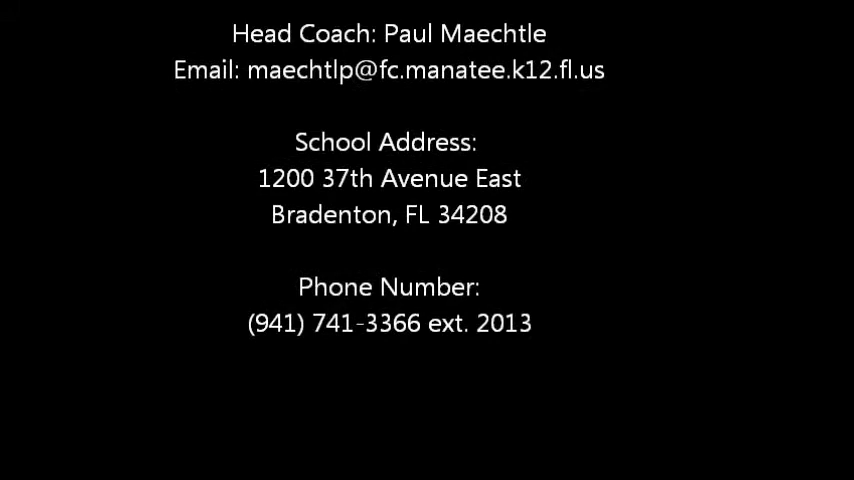 Head Coach: Paul Maechtle
Email: maechtlp@fc.manatee.k12.fl.us
School Address:
1200 37th Avenue East
Bradenton, FL 34208
Phone Number:
(941) 741-3366 ext. 2013